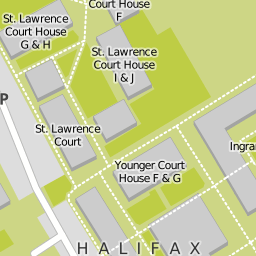 St. Lawrence
Court House
G & H
Court House
F
St. Lawrence
Court House
I & J
P
St. Lawrence
Court
Younger Court
House F & G
Ingra
HALIFAX